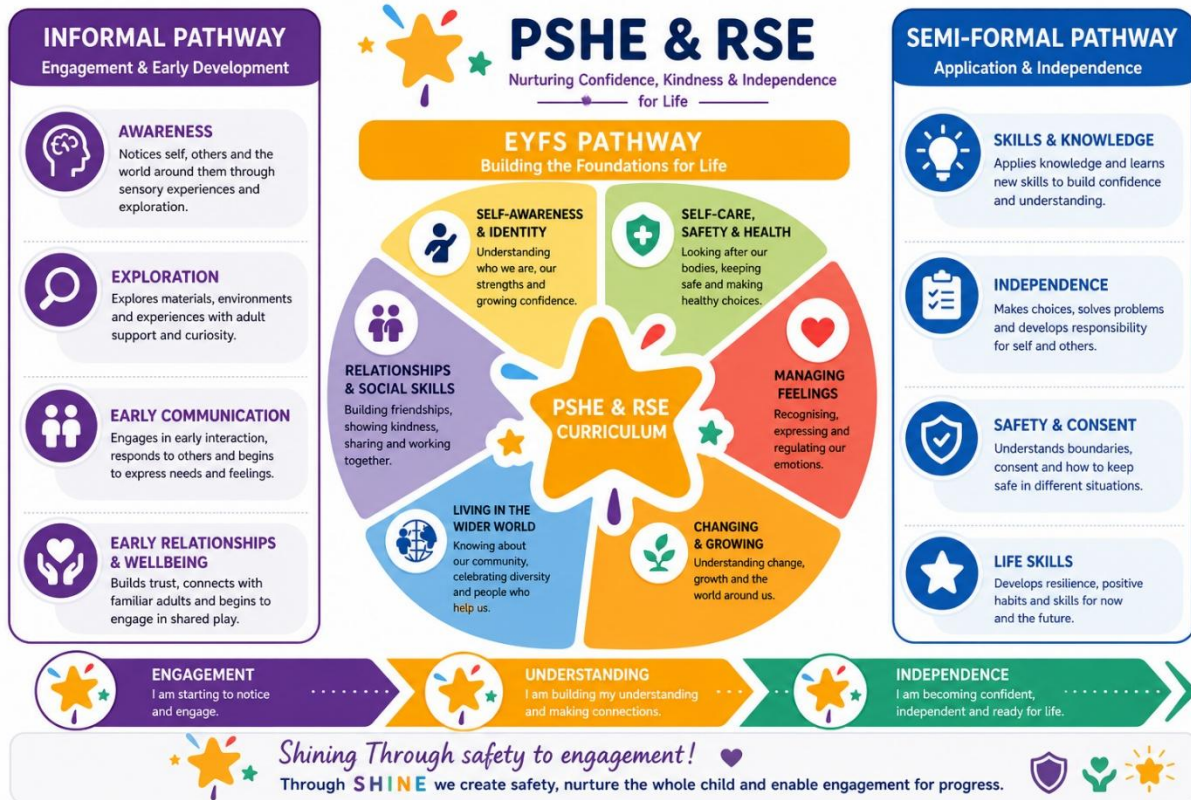 INFORMAL PATHWAY
Engagement & Early Development
AWARENESS
Notices self, others and the
world around them through
sensory experiences and
exploration.
EXPLORATION
Explores materials, environments
and experiences with adult
support and curiosity.
EARLY COMMUNICATION
Engages in early interaction,
responds to others and begins
to express needs and feelings.
EARLY RELATIONSHIPS
& WELLBEING
Builds trust, connects with
familiar adults and begins to
engage in shared play.
PSHE & RSE
Nurturing Confidence, Kindness & Independence
for Life
EYFS PATHWAY
Building the Foundations for Life
SELF-AWARENESS
& IDENTITY
Understanding
who we are, our
strengths and
growing confidence.
SELF-CARE,
SAFETY & HEALTH
Looking after our
bodies, keeping
safe and making
healthy choices.
RELATIONSHIPS
& SOCIAL SKILLS
Building friendships,
showing kindness,
sharing and working
together.
PSHE & RSE
CURRICULUM
MANAGING
FEELINGS
Recognising,
expressing and
regulating our
emotions.
LIVING IN THE
WIDER WORLD
Knowing about
our community,
celebrating diversity
and people who
help us.
CHANGING
& GROWING
Understanding change,
growth and the
world around us.
SEMI-FORMAL PATHWAY
Application & Independence
SKILLS & KNOWLEDGE
Applies knowledge and learns
new skills to build confidence
and understanding.
INDEPENDENCE
Makes choices, solves problems
and develops responsibility
for self and others.
SAFETY & CONSENT
Understands boundaries,
consent and how to keep
safe in different situations.
LIFE SKILLS
Develops resilience, positive
habits and skills for now
and the future.
ENGAGEMENT
I am starting to notice
and engage.
UNDERSTANDING
I am building my understanding
and making connections.
INDEPENDENCE
I am becoming confident,
independent and ready for life.
Shining Through safety to engagement!
Through SHINE we create safety, nurture the whole child and enable engagement for progress.